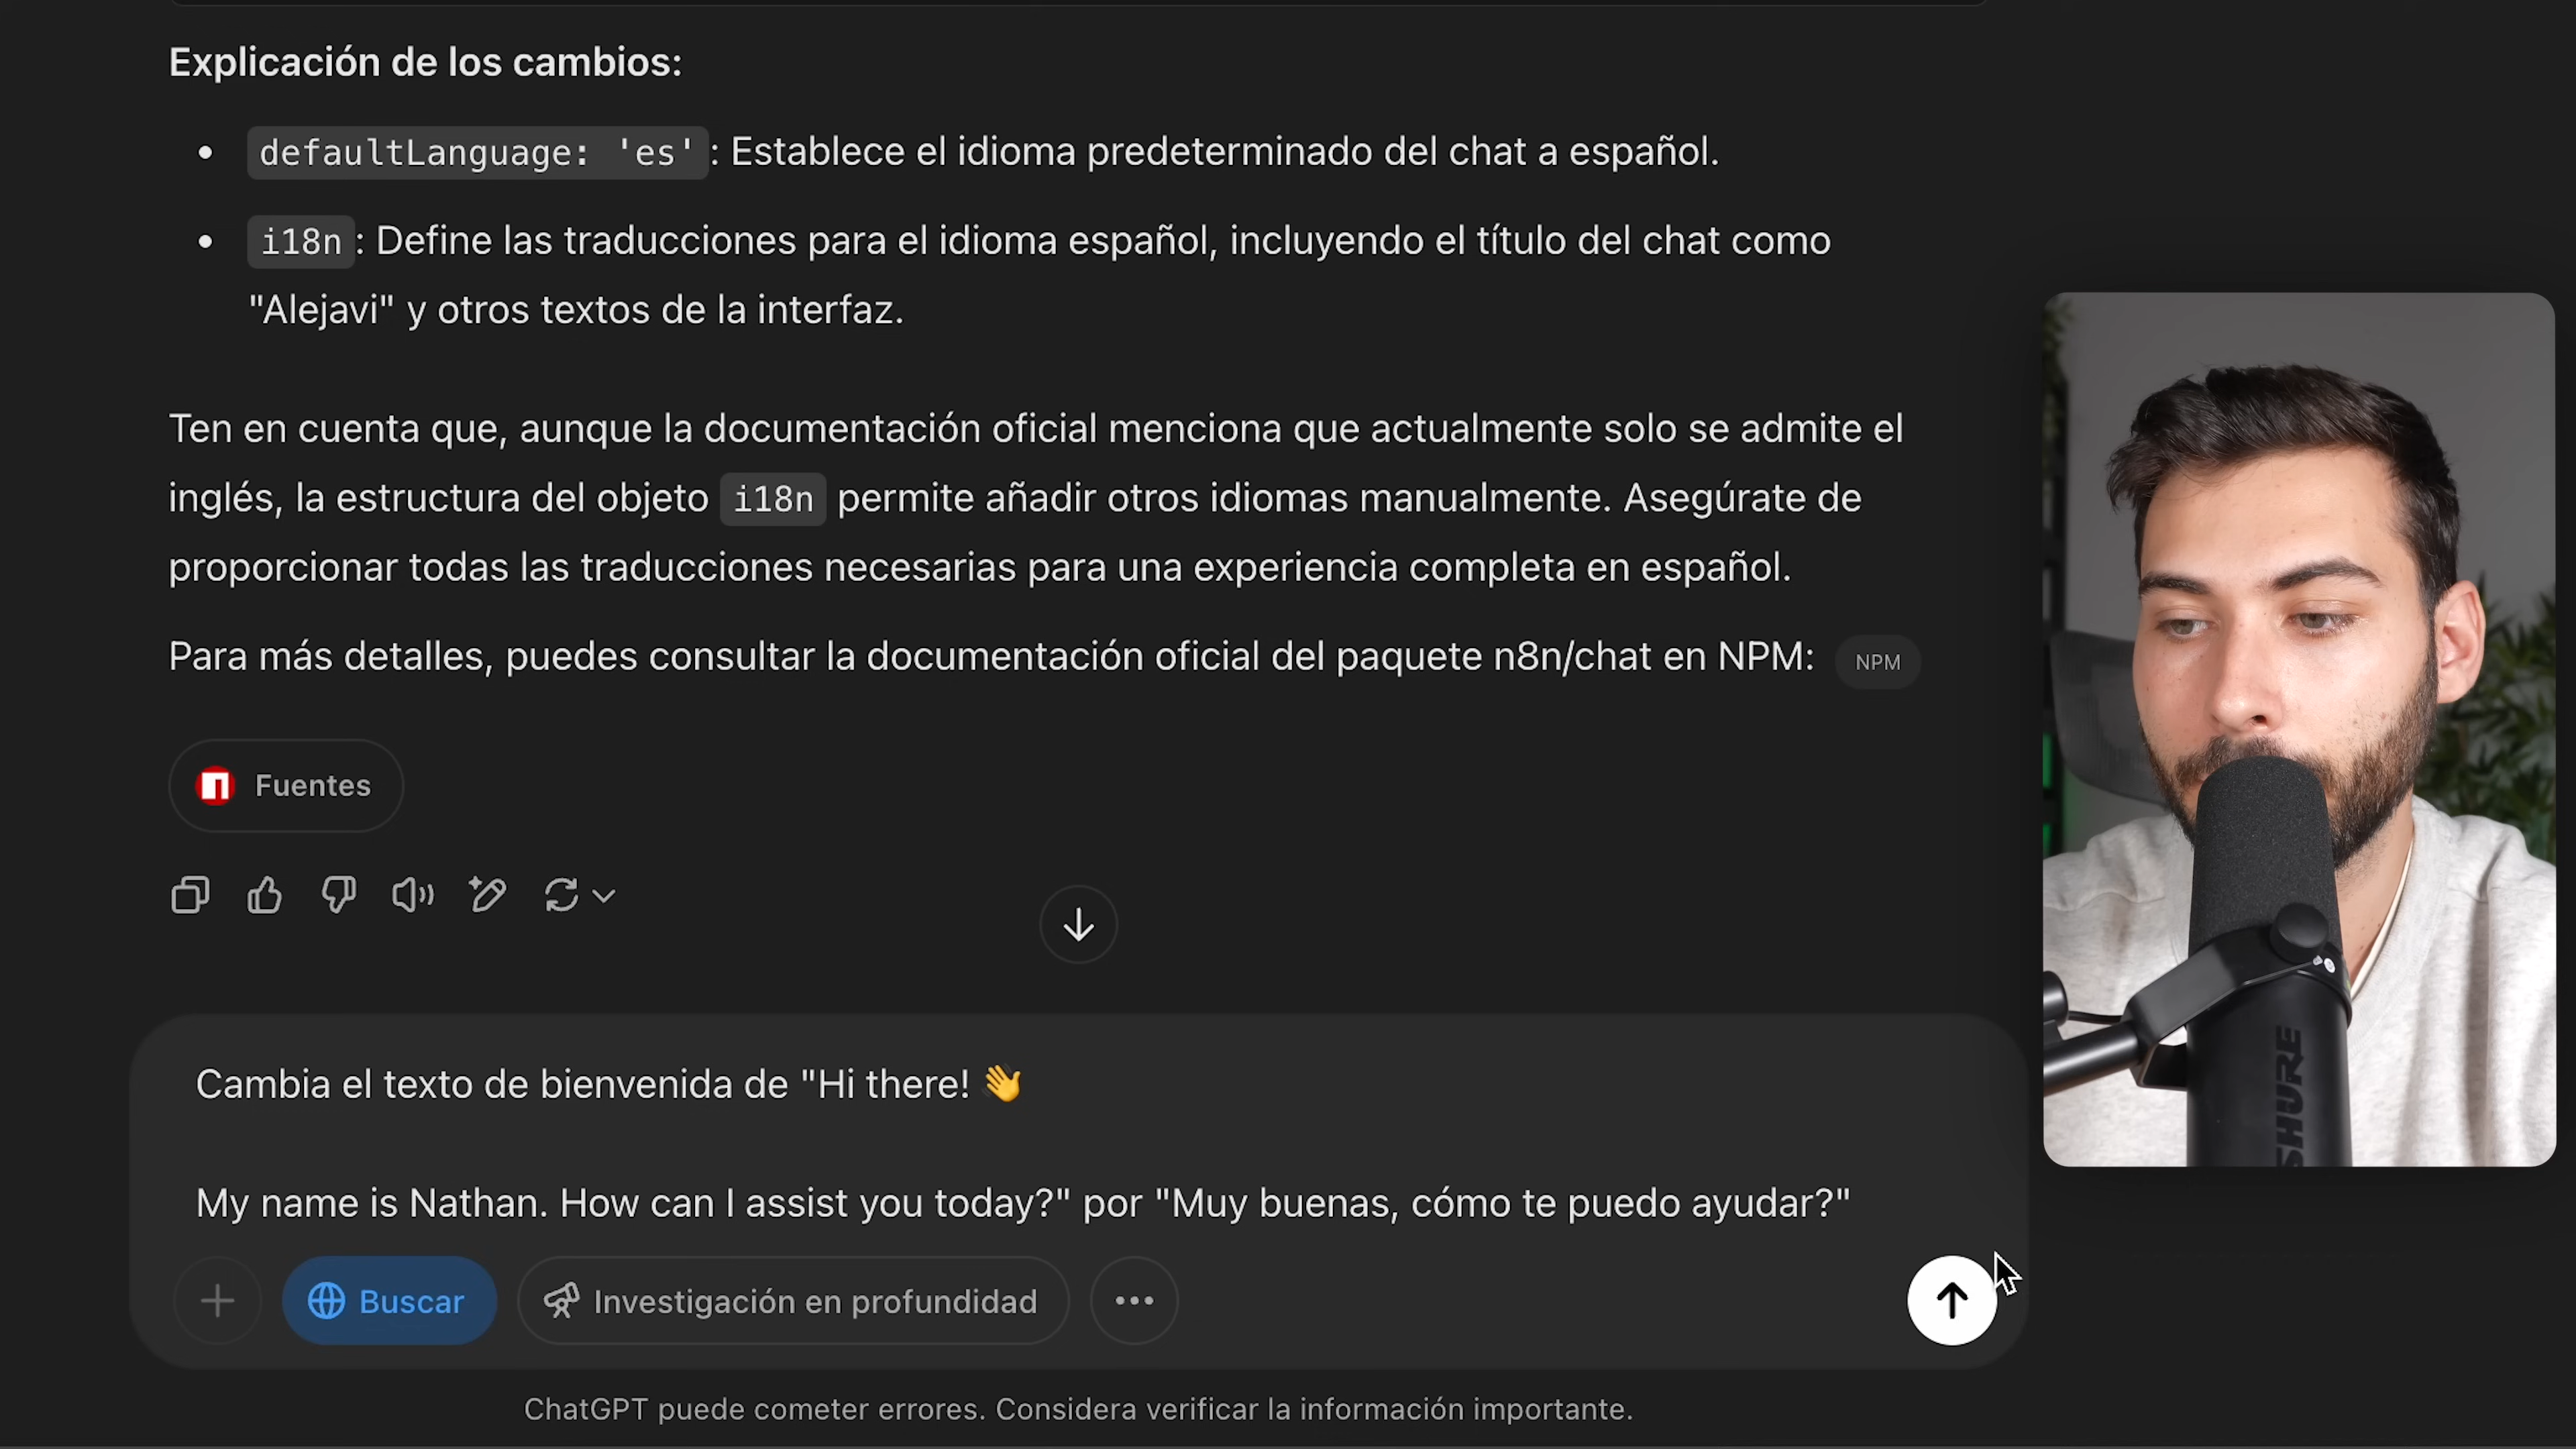 Explicación de los cambios:
defaultLanguage: 'es': Establece el idioma predeterminado del chat a español.
i18n: Define las traducciones para el idioma español, incluyendo el título del chat como
"Alejavi" y otros textos de la interfaz.
Ten en cuenta que, aunque la documentación oficial menciona que actualmente solo se admite el
inglés, la estructura del objeto i18n permite añadir otros idiomas manualmente. Asegúrate de
proporcionar todas las traducciones necesarias para una experiencia completa en español.
Para más detalles, puedes consultar la documentación oficial del paquete n8n/chat en NPM: NPM
Fuentes
Cambia el texto de bienvenida de "Hi there! 👋
My name is Nathan. How can I assist you today?" por "Muy buenas, cómo te puedo ayudar?"
Buscar
Investigación en profundidad
ChatGPT puede cometer errores. Considera verificar la información importante.
SHURE